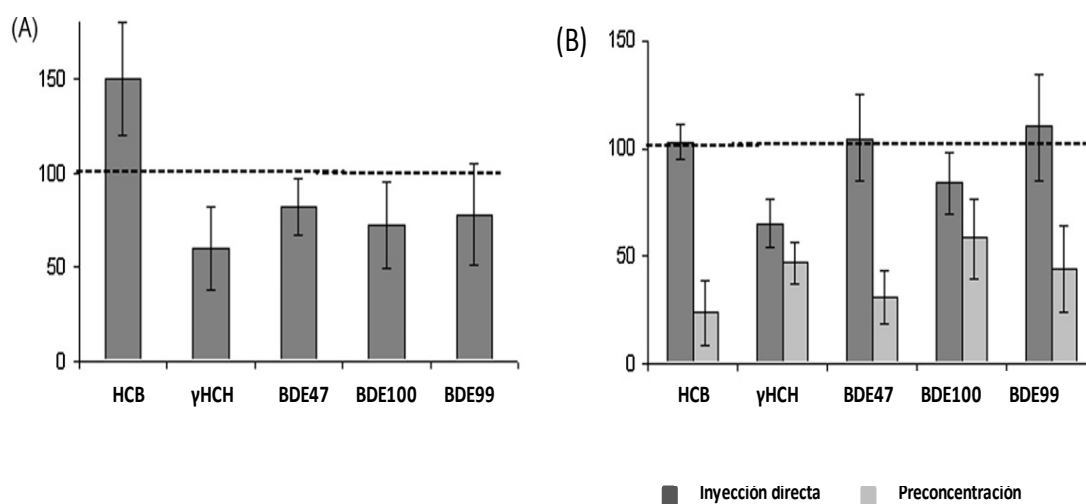 (A)
150
100
50
0
HCB γHCH BDE47 BDE100 BDE99
(B)
150
100
50
0
HCB γHCH BDE47 BDE100 BDE99
Inyección directa Preconcentración